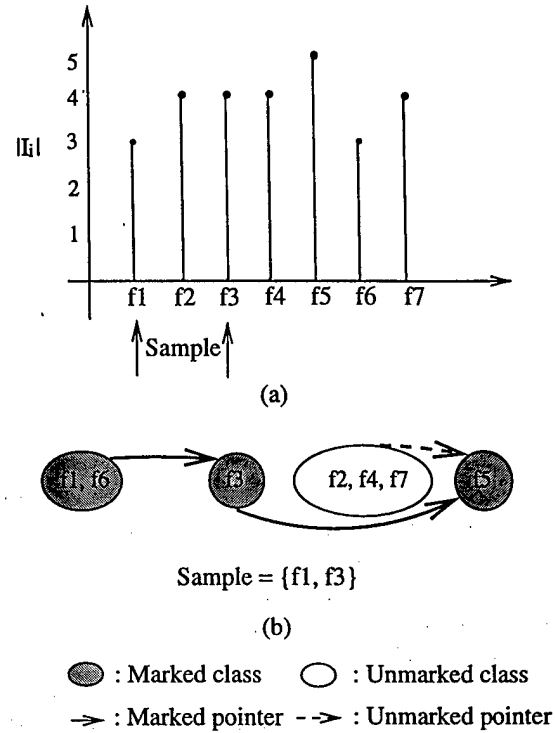 5
4
|Ij|
3
2
1
f1 f2 f3 f4 f5 f6 f7
Sample
(a)
f1, f6 f3 f2, f4, f7 f5
Sample = {f1, f3}
(b)
: Marked class : Unmarked class
: Marked pointer : Unmarked pointer